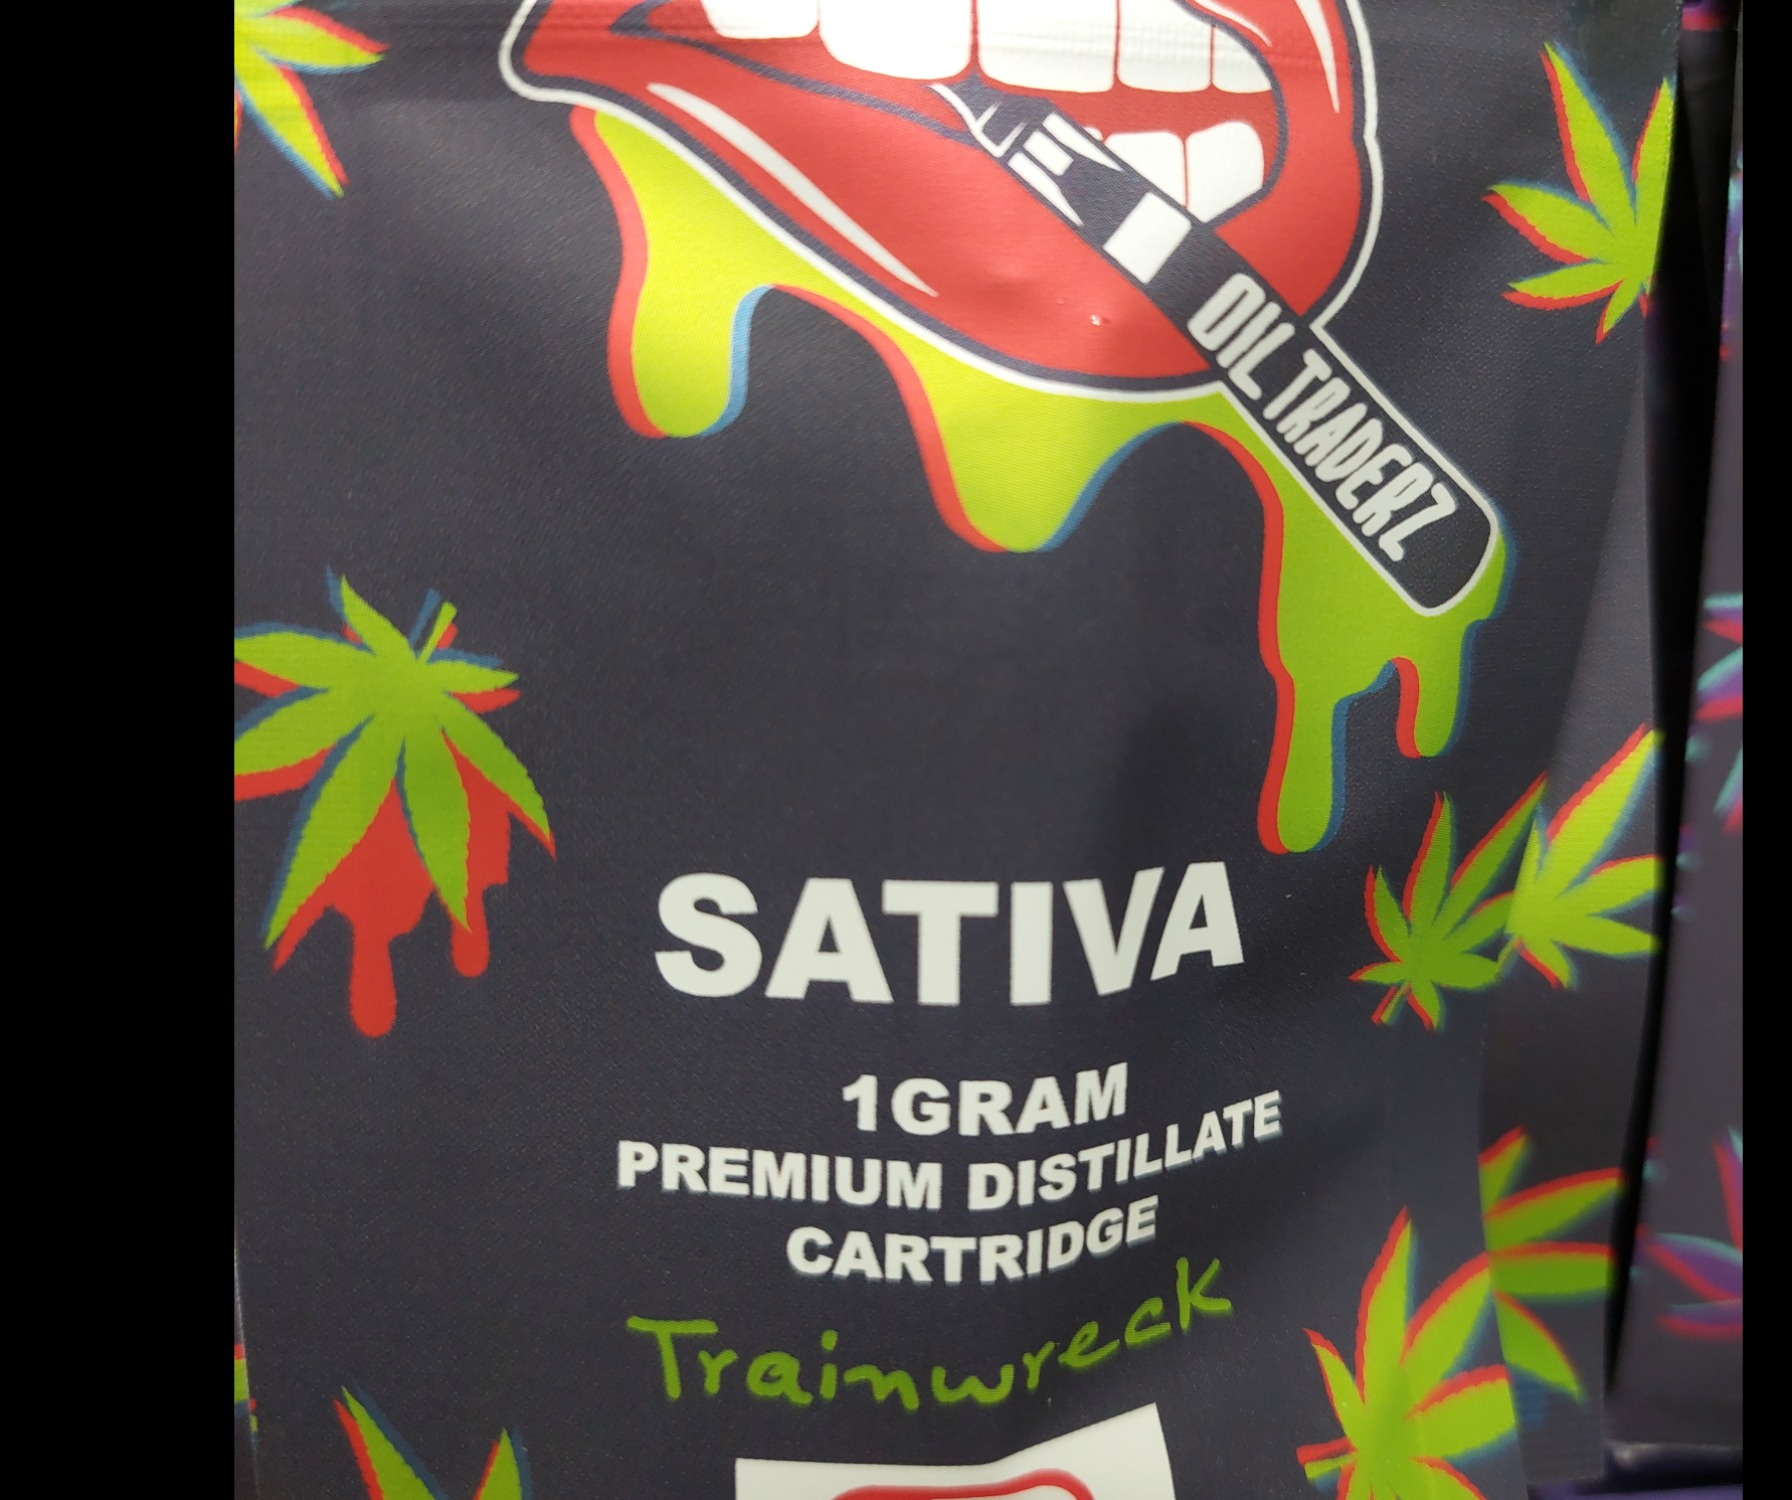 OIL TRADERZ
SATIVA
1GRAM
PREMIUM DISTILLATE
CARTRIDGE
Trainwreck